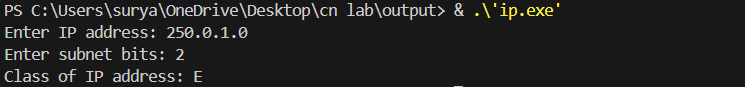 PS C:\Users\surya\OneDrive\Desktop\cn lab\output> & .\'ip.exe'
Enter IP address: 250.0.1.0
Enter subnet bits: 2
Class of IP address: E